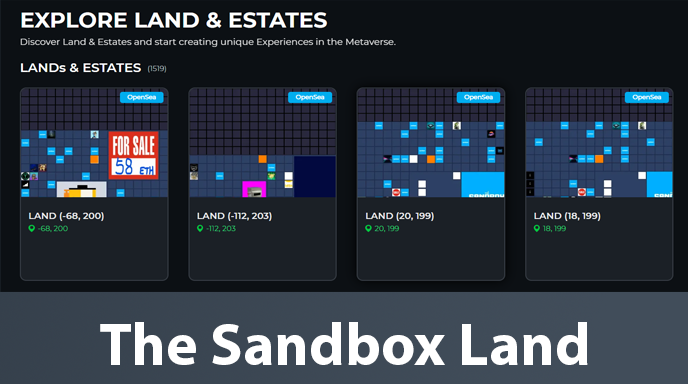 EXPLORE LAND & ESTATES
Discover Land & Estates and start creating unique Experiences in the Metaverse.
LANDs & ESTATES (1519)
OpenSea
OpenSea
OpenSea
OpenSea
FOR SALE
58 ETH
LAND (-68, 200)
-68, 200
LAND (-112, 203)
-112, 203
LAND (20, 199)
20, 199
LAND (18, 199)
18, 199
The Sandbox Land